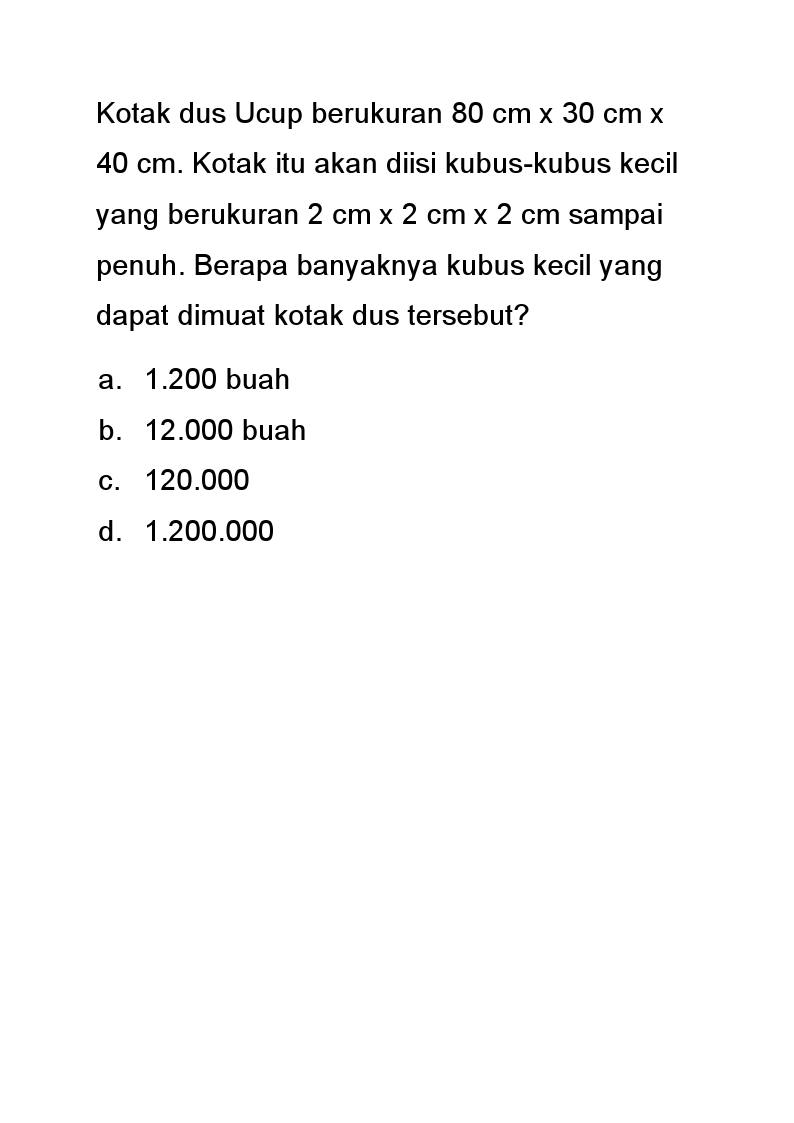 Kotak dus Ucup berukuran 80 cm x 30 cm x
40 cm. Kotak itu akan diisi kubus-kubus kecil
yang berukuran 2 cm x 2 cm x 2 cm sampai
penuh. Berapa banyaknya kubus kecil yang
dapat dimuat kotak dus tersebut?
a. 1.200 buah
b. 12.000 buah
c. 120.000
d. 1.200.000